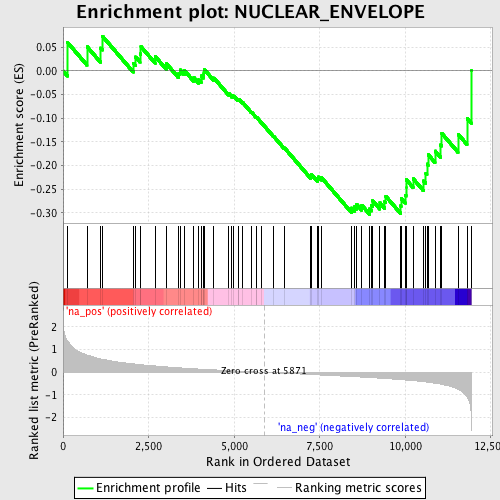 Enrichment plot: NUCLEAR_ENVELOPE
Enrichment score (ES)
0.05
0.00
-0.05
-0.10
-0.15
-0.20
-0.25
-0.30
'na_pos' (positively correlated)
Ranked list metric (PreRanked)
2
1
0
-1
-2
Zero cross at 5871
'na_neg' (negatively correlated)
0
2,500
5,000
7,500
10,000
12,500
Rank in Ordered Dataset
Enrichment profile
Hits
Ranking metric scores